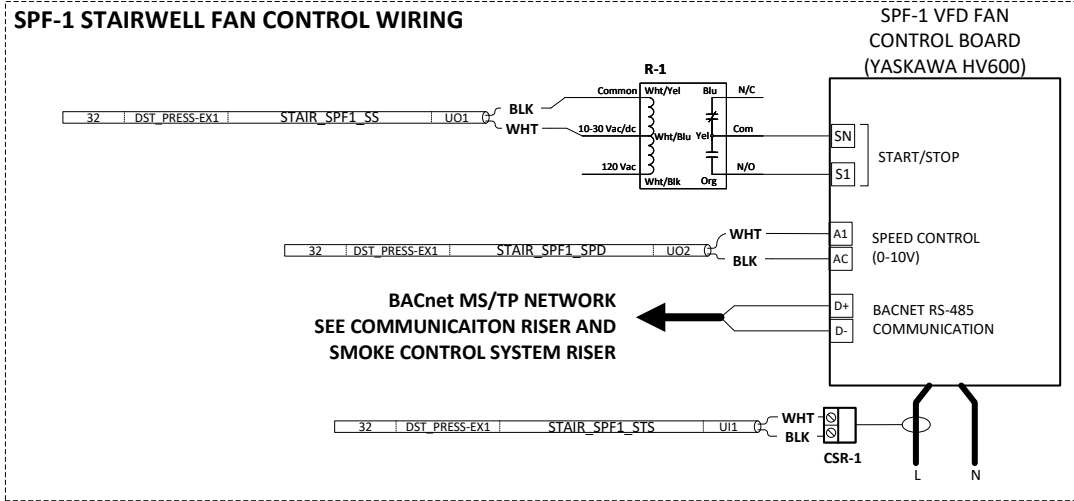 SPF-1 STAIRWELL FAN CONTROL WIRING
SPF-1 VFD FAN
CONTROL BOARD
(YASKAWA HV600)
R-1
Common Wht/Yel Blu N/C
32 DST_PRESS-EX1 STAIR_SPF1_SS UO1 BLK
WHT 10-30 Vac/dc Wht/Blu Yel Com SN
START/STOP
120 Vac Wht/Blk Org N/O S1
32 DST_PRESS-EX1 STAIR_SPF1_SPD UO2 WHT A1
BLK AC
SPEED CONTROL
(0-10V)
BACnet MS/TP NETWORK
SEE COMMUNICAITON RISER AND
SMOKE CONTROL SYSTEM RISER
D+
D-
BACNET RS-485
COMMUNICATION
32 DST_PRESS-EX1 STAIR_SPF1_STS UI1 WHT
BLK
CSR-1
L N